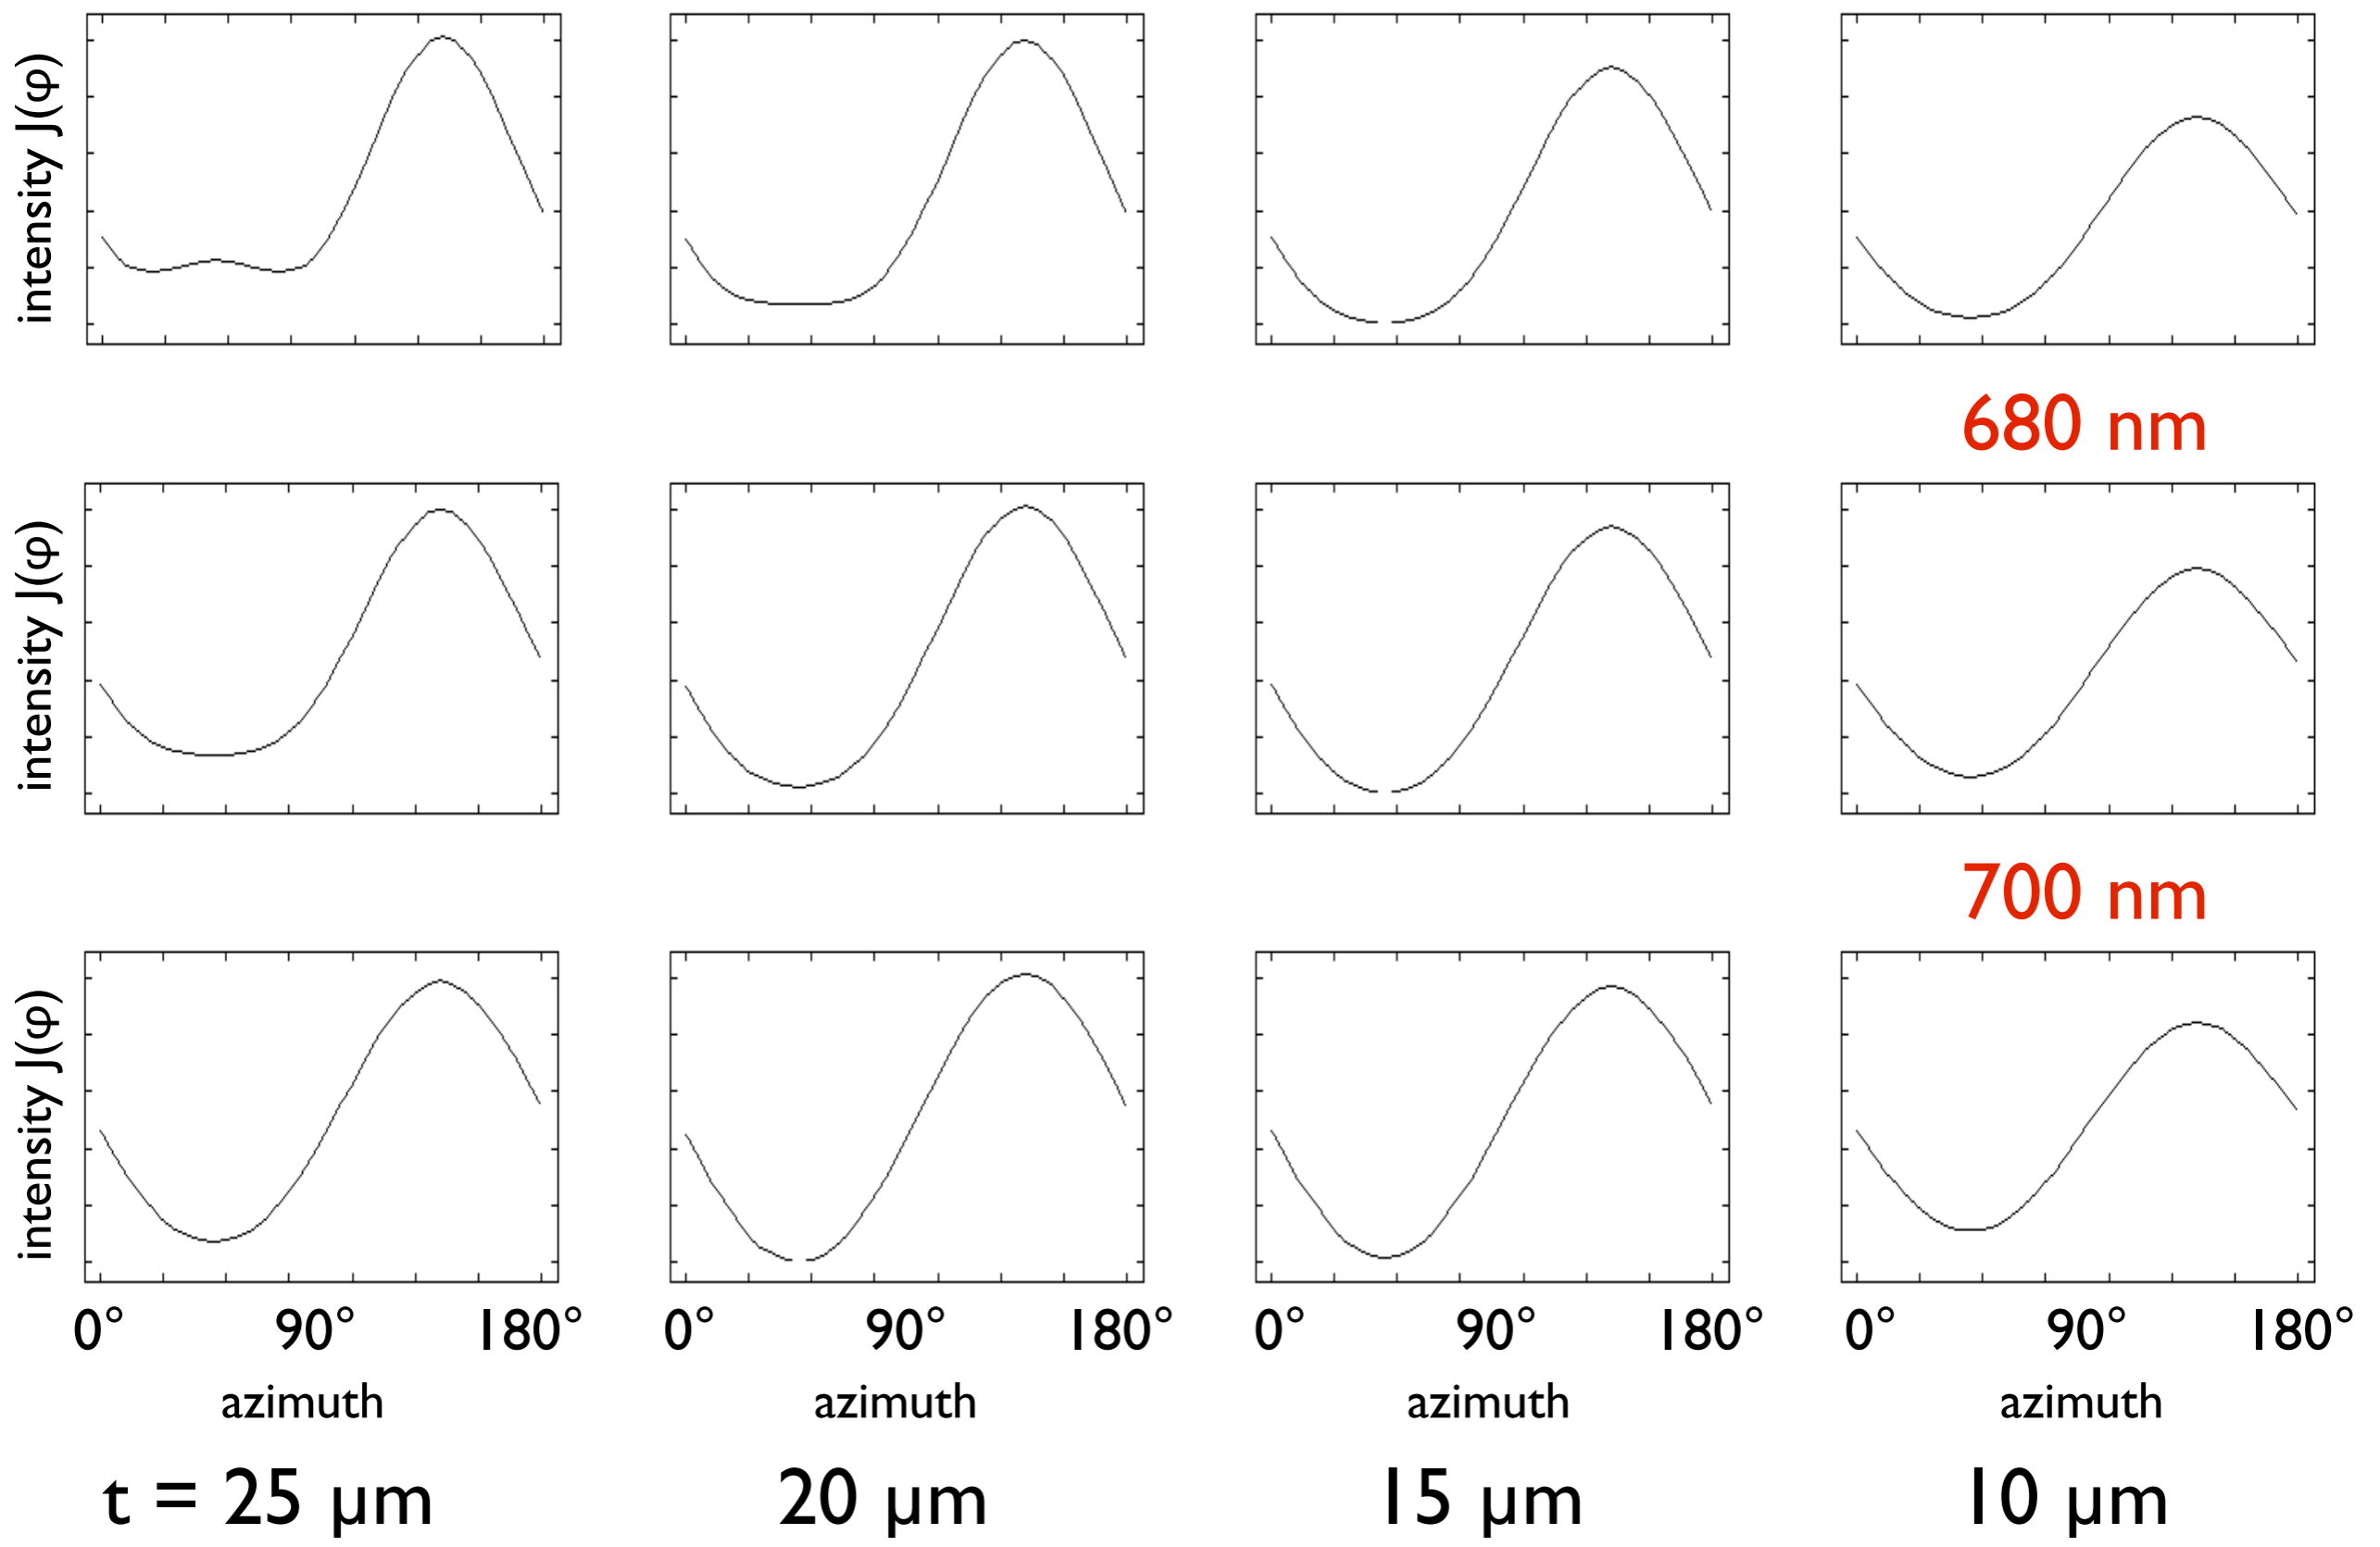 intensity J(φ)
680 nm
intensity J(φ)
700 nm
intensity J(φ)
0° 90° 180° 0° 90° 180° 0° 90° 180° 0° 90° 180°
azimuth azimuth azimuth azimuth
t = 25 μm 20 μm 15 μm 10 μm